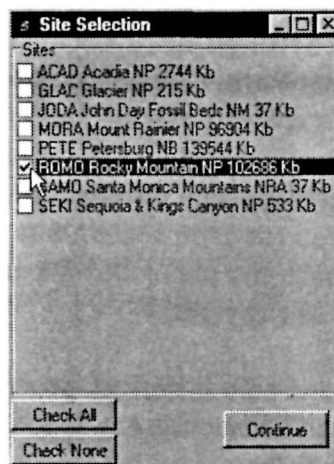 Site Selection
Sites
ACAD Acadia NP 2744 Kb
GLAC Glacier NP 215 Kb
JODA John Day Fossil Beds NM 37 Kb
MORA Mount Rainier NP 96904 Kb
PETE Petersburg NB 139544 Kb
ROMO Rocky Mountain NP 102686 Kb
SAMO Santa Monica Mountains NRA 37 Kb
SEKI Sequoia & Kings Canyon NP 533 Kb
Check All
Continue
Check None